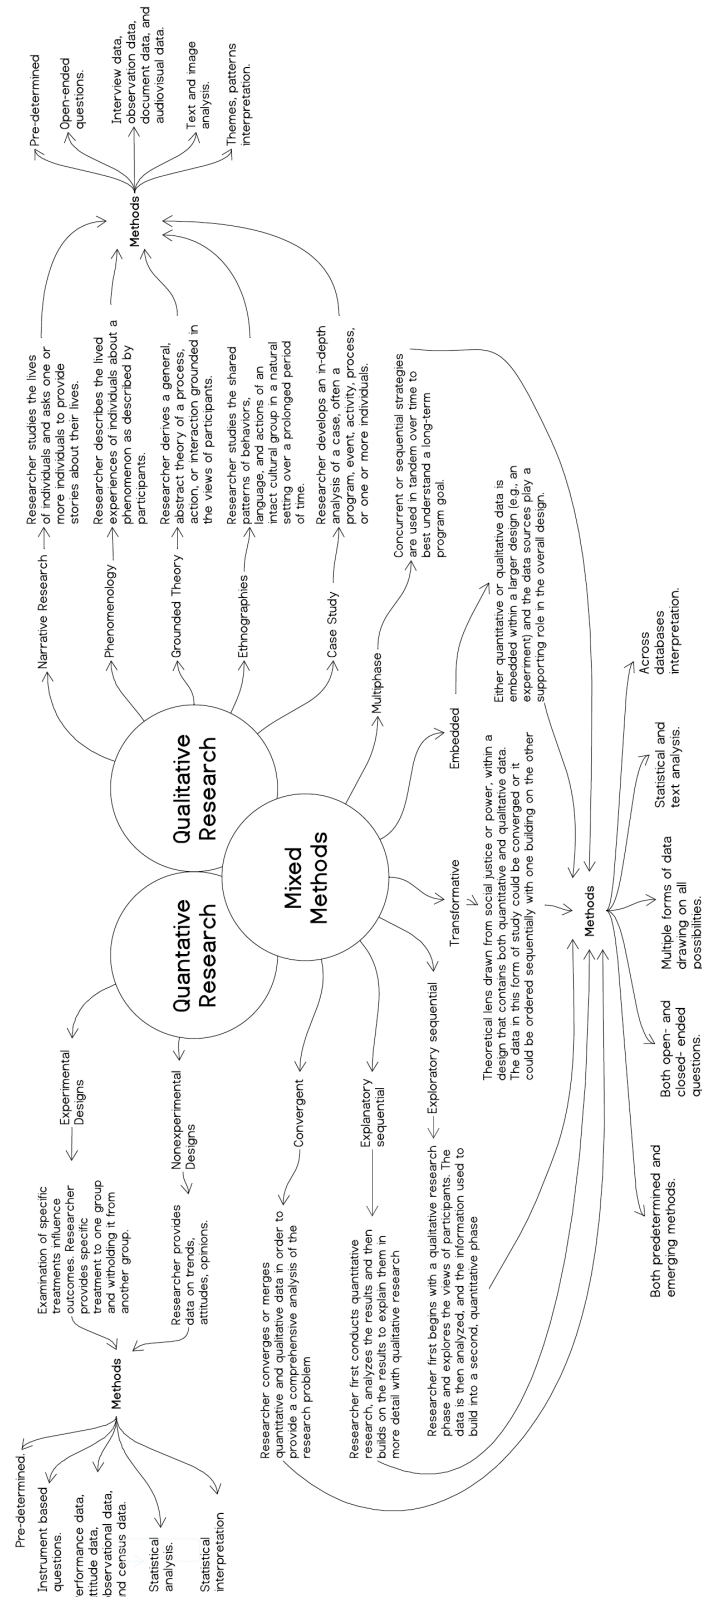 Quantative
Research
Experimental
Designs
Examination of specific
treatments influence
outcomes. Researcher
provides specific
treatment to one group
and witholding it from
another group.
Nonexperimental
Designs
Researcher provides
data on trends,
attitudes, opinions.
Methods
Pre-determined.
Instrument based
questions.
erformance data,
ttitude data,
bservational data,
nd census data.
Statistical
analysis.
Statistical
interpretation
Qualitative
Research
Narrative Research
Researcher studies the lives
of individuals and asks one or
more individuals to provide
stories about their lives.
Phenomenology
Researcher describes the lived
experiences of individuals about a
phenomenon as described by
participants.
Grounded Theory
Researcher derives a general,
abstract theory of a process,
action, or interaction grounded in
the views of participants.
Ethnographies
Researcher studies the shared
patterns of behaviors,
language, and actions of an
intact cultural group in a natural
setting over a prolonged period
of time.
Case Study
Researcher develops an in-depth
analysis of a case, often a
program, event, activity, process,
or one or more individuals.
Methods
Pre-determined
Open-ended
questions.
Interview data,
observation data,
document data, and
audiovisual data.
Text and image
analysis.
Themes, patterns
interpretation.
Mixed
Methods
Convergent
Researcher converges or merges
quantitative and qualitative data in order to
provide a comprehensive analysis of the
research problem
Explanatory
sequential
Researcher first conducts quantitative
research, analyzes the results and then
builds on the results to explain them in
more detail with qualitative research
Exploratory sequential
Researcher first begins with a qualitative research
phase and explores the views of participants. The
data is then analyzed, and the information used to
build into a second, quantitative phase
Transformative
Theoretical lens drawn from social justice or power, within a
design that contains both quantitative and qualitative data.
The data in this form of study could be converged or it
could be ordered sequentially with one building on the other
Embedded
Either quantitative or qualitative data is
embedded within a larger design (e.g., an
experiment) and the data sources play a
supporting role in the overall design.
Multiphase
Concurrent or sequential strategies
are used in tandem over time to
best understand a long-term
program goal.
Methods
Both predetermined and
emerging methods.
Both open- and
closed- ended
questions.
Multiple forms of data
drawing on all
possibilities.
Statistical and
text analysis.
Across
databases
interpretation.